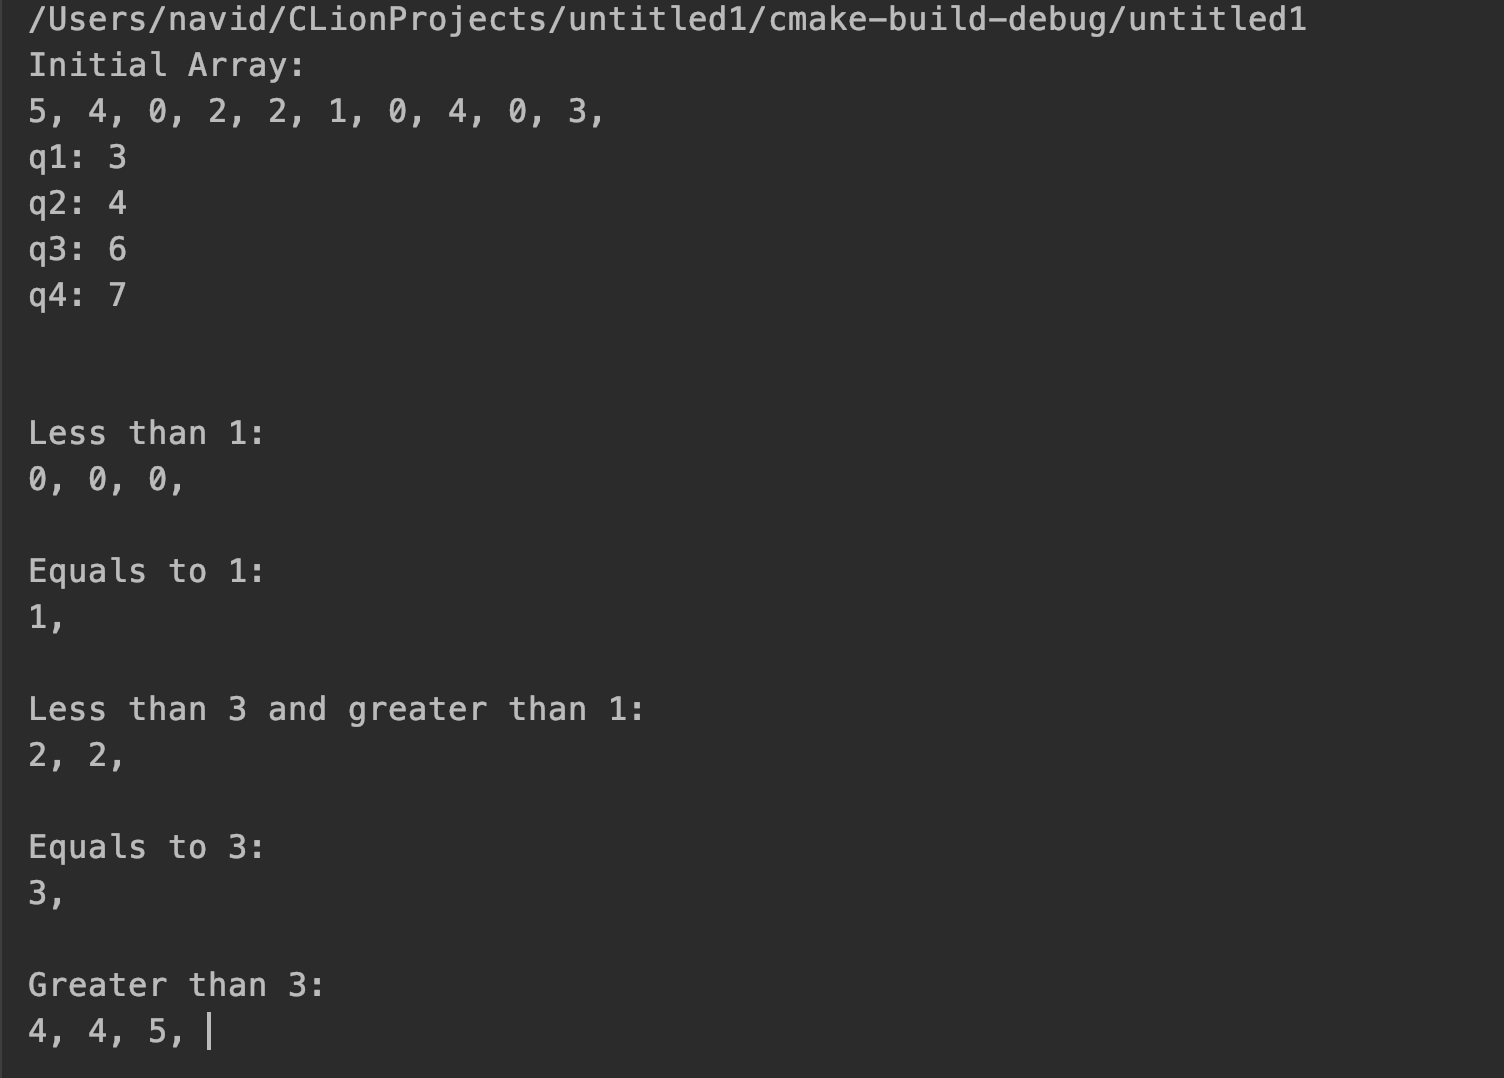 /Users/navid/CLionProjects/untitled1/cmake-build-debug/untitled1
Initial Array:
5, 4, 0, 2, 2, 1, 0, 4, 0, 3,
q1: 3
q2: 4
q3: 6
q4: 7
Less than 1:
0, 0, 0,
Equals to 1:
1,
Less than 3 and greater than 1:
2, 2,
Equals to 3:
3,
Greater than 3:
4, 4, 5,